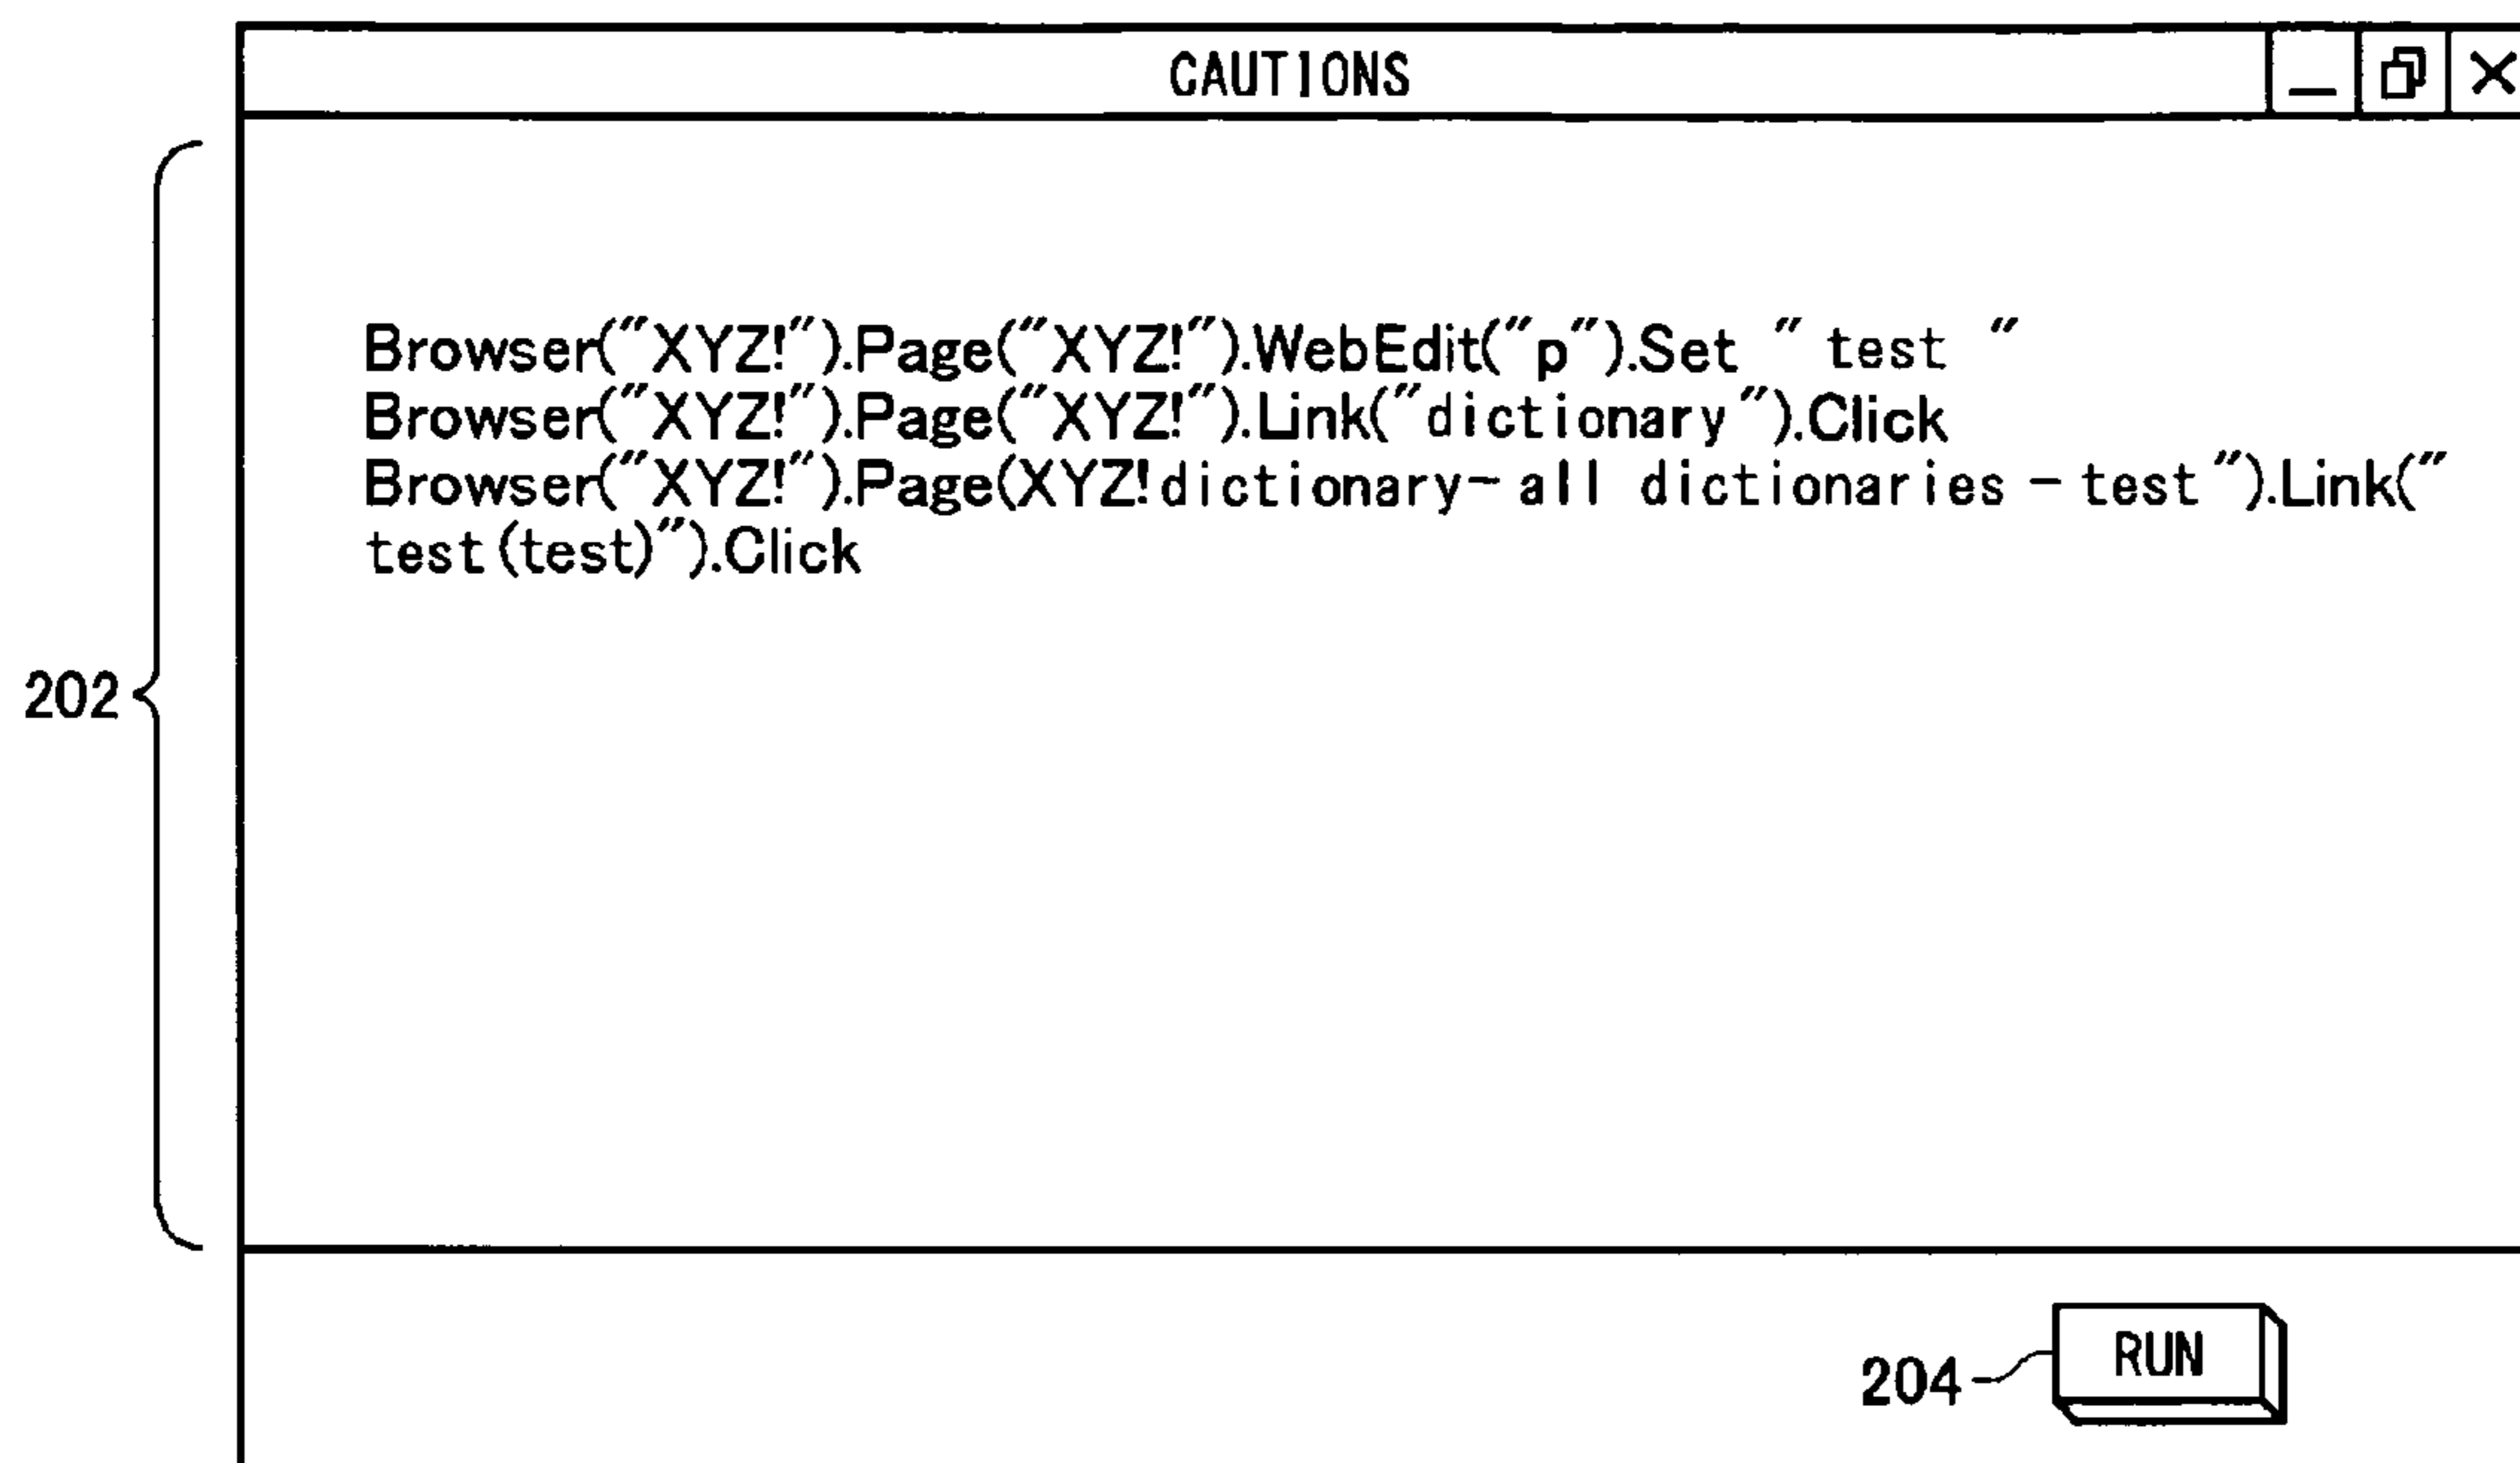 CAUTIONS
Browser("XYZ!").Page("XYZ!").WebEdit("p").Set " test "
Browser("XYZ!").Page("XYZ!").Link("dictionary").Click
Browser("XYZ!").Page(XYZ!dictionary-all dictionaries - test").Link("
test(test)").Click
202
204
RUN